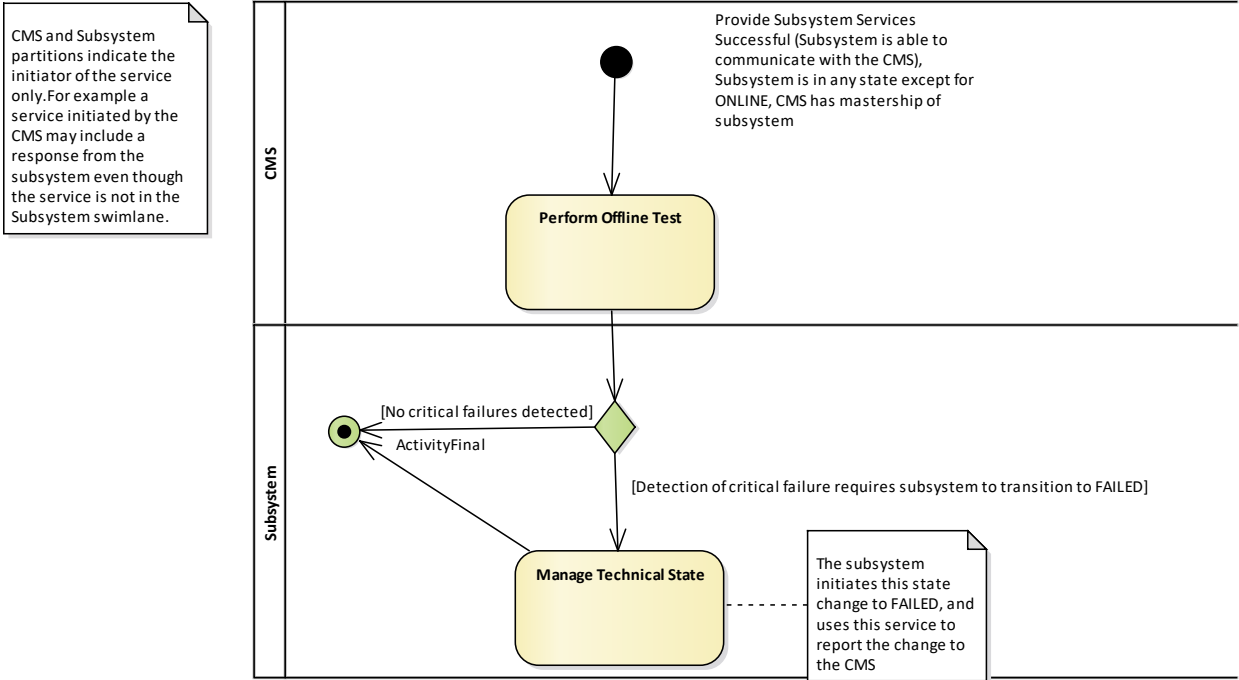 CMS and Subsystem
partitions indicate the
initiator of the service
only.For example a
service initiated by the
CMS may include a
response from the
subsystem even though
the service is not in the
Subsystem swimlane.
CMS
Provide Subsystem Services
Successful (Subsystem is able to
communicate with the CMS),
Subsystem is in any state except for
ONLINE, CMS has mastership of
subsystem
Perform Offline Test
Subsystem
[No critical failures detected]
ActivityFinal
[Detection of critical failure requires subsystem to transition to FAILED]
Manage Technical State
The subsystem
initiates this state
change to FAILED, and
uses this service to
report the change to
the CMS